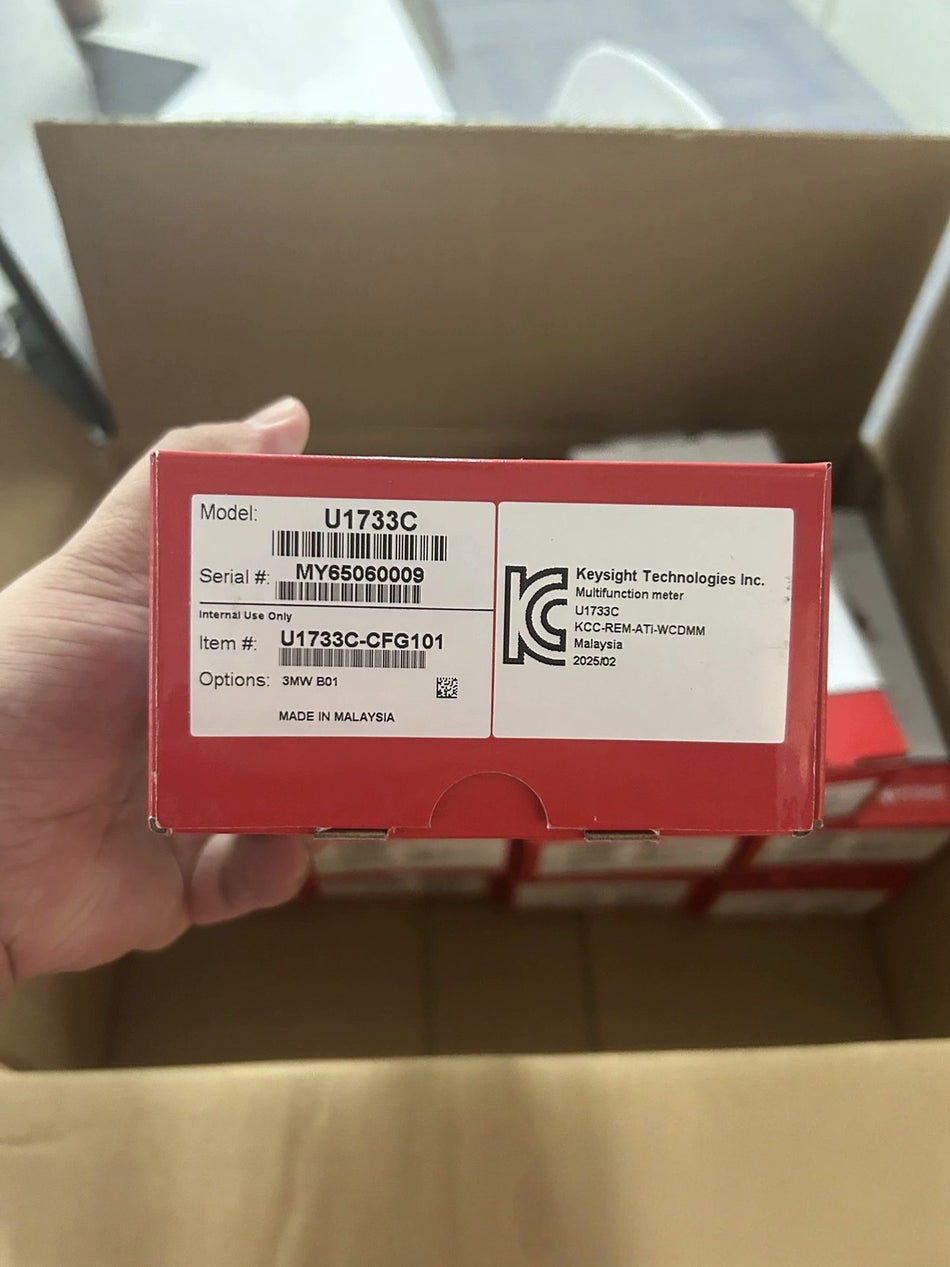 Model: U1733C
Serial #: MY65060009
Internal Use Only
Item #: U1733C-CFG101
Options: 3MW B01
MADE IN MALAYSIA
Keysight Technologies Inc.
Multifunction meter
U1733C
KCC-REM-ATi-WCDMM
Malaysia
2025/02